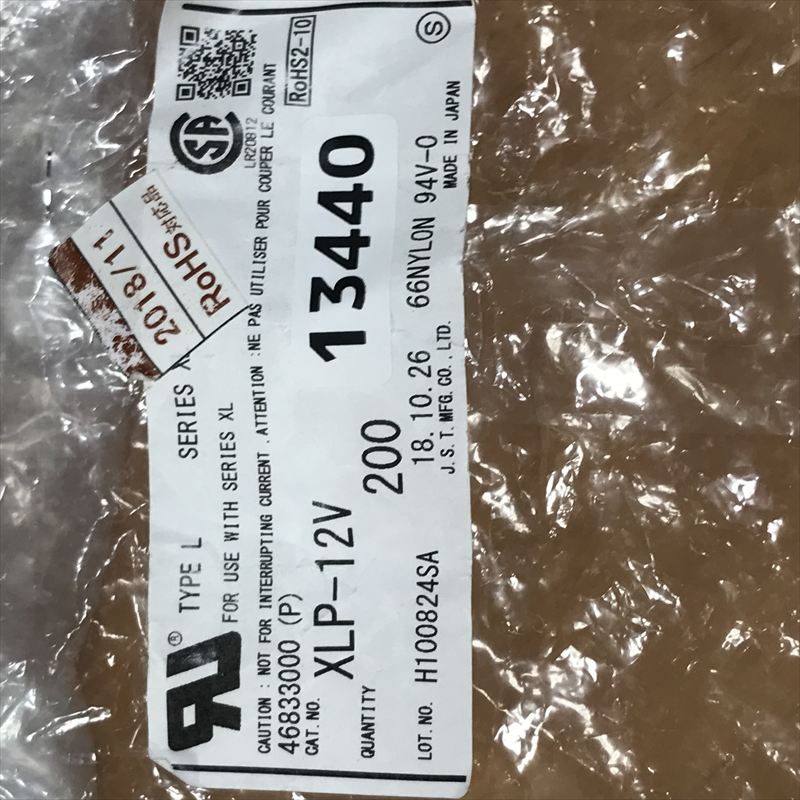 TYPE L SERIES
FOR USE WITH SERIES XL
LR20812
CAUTION : NOT FOR INTERRUPTING CURRENT . ATTENTION :NE PAS UTILISER POUR COUPER LE COURANT
RoHS2-10
46833000 (P)
CAT.NO. XLP-12V
13440
QUANTITY 200
LOT.NO. H100824SA 18.10.26 66NYLON 94V-0
J.S.T.MFG.CO.,LTD. MADE IN JAPAN
S
2018/11
RoHS対応品